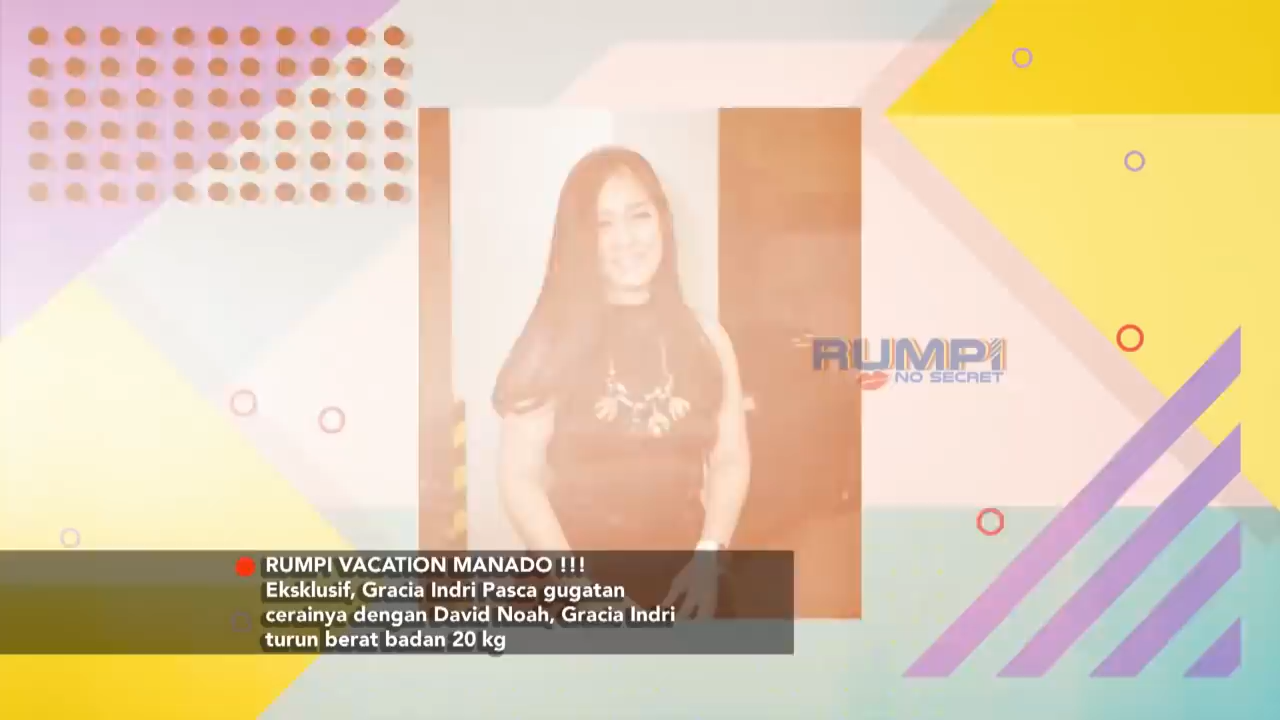 RUMPI
NO SECRET
RUMPI VACATION MANADO !!!
Eksklusif, Gracia Indri Pasca gugatan
cerainya dengan David Noah, Gracia Indri
turun berat badan 20 kg